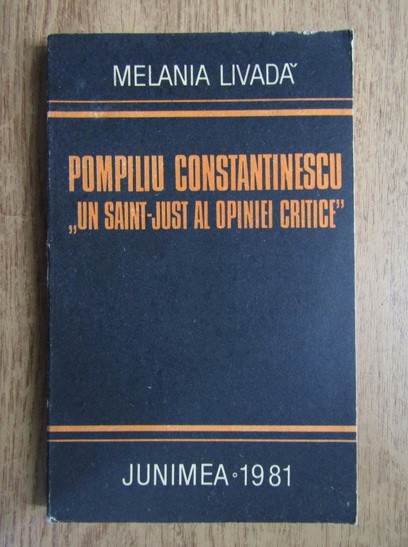 MELANIA LIVADĂ
POMPILIU CONSTANTINESCU
„UN SAINT-JUST AL OPINIEI CRITICE”
JUNIMEA∘1981